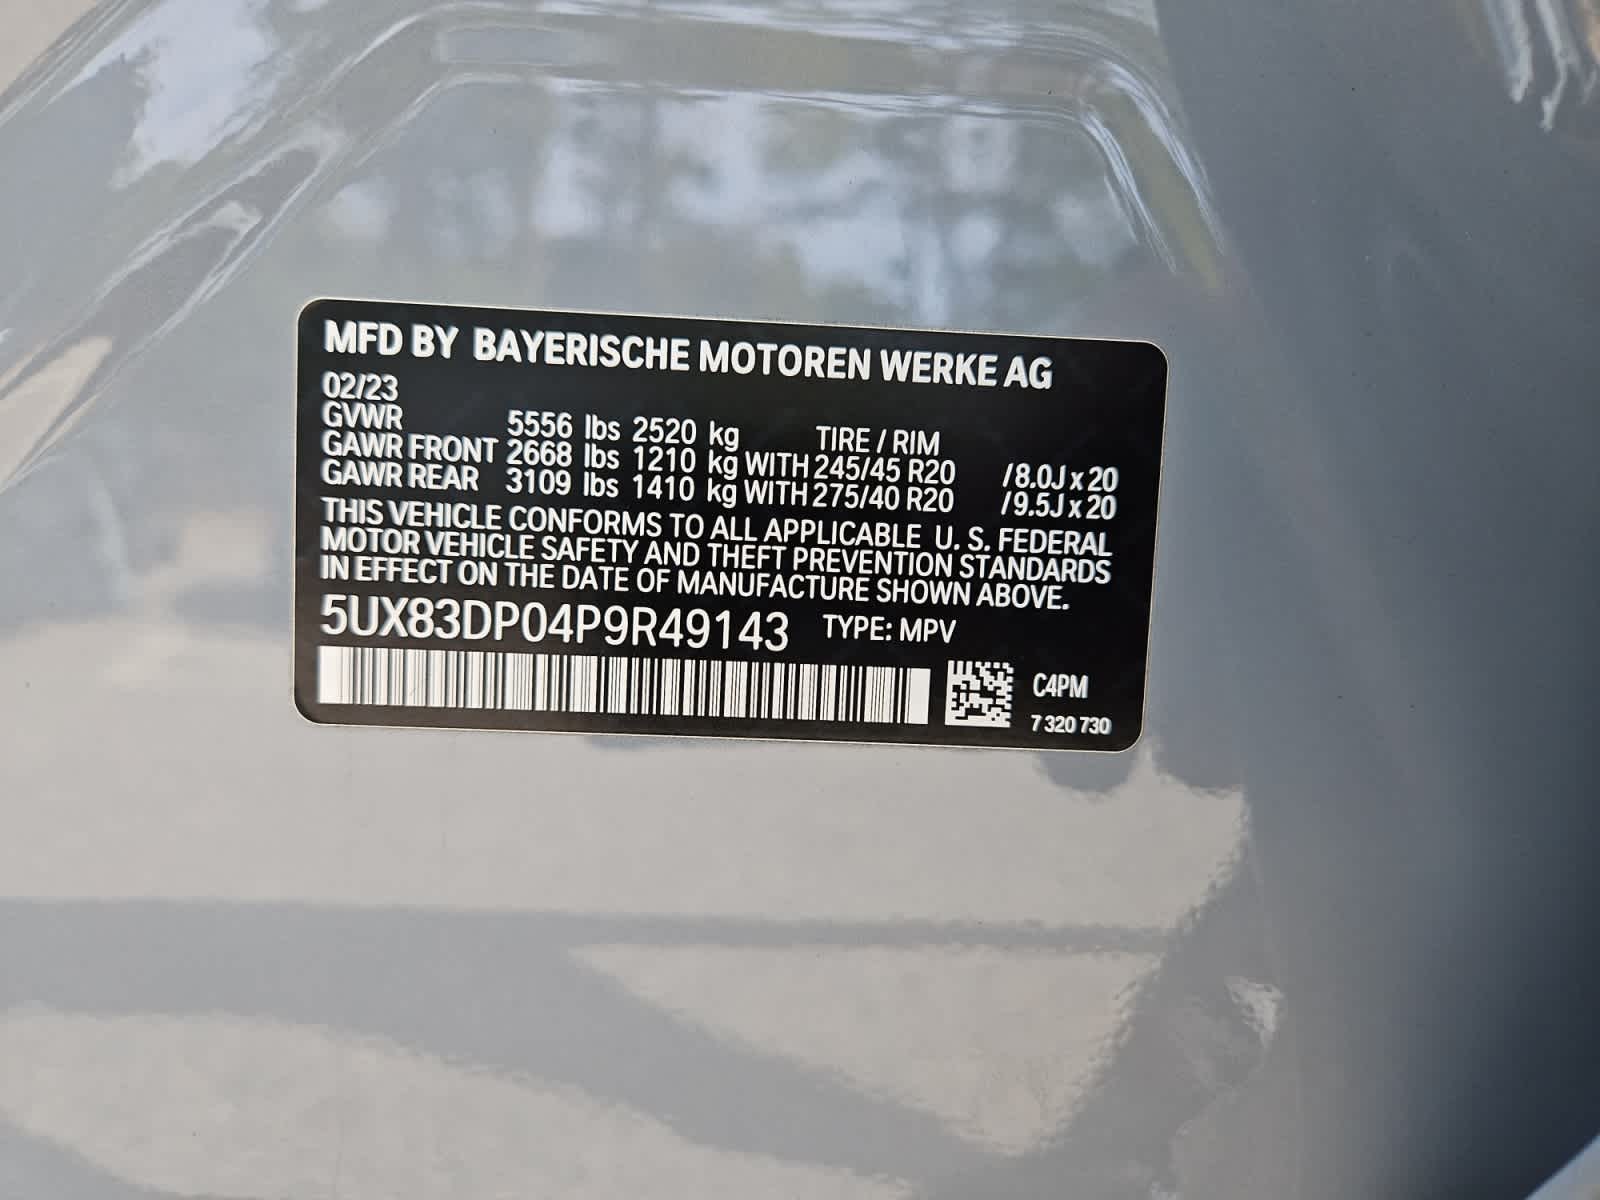 MFD BY BAYERISCHE MOTOREN WERKE AG
02/23
GVWR 5556 lbs 2520 kg TIRE / RIM
GAWR FRONT 2668 lbs 1210 kg WITH 245/45 R20 /8.0J x 20
GAWR REAR 3109 lbs 1410 kg WITH 275/40 R20 /9.5J x 20
THIS VEHICLE CONFORMS TO ALL APPLICABLE U. S. FEDERAL
MOTOR VEHICLE SAFETY AND THEFT PREVENTION STANDARDS
IN EFFECT ON THE DATE OF MANUFACTURE SHOWN ABOVE.
5UX83DP04P9R49143 TYPE: MPV
C4PM
7 320 730